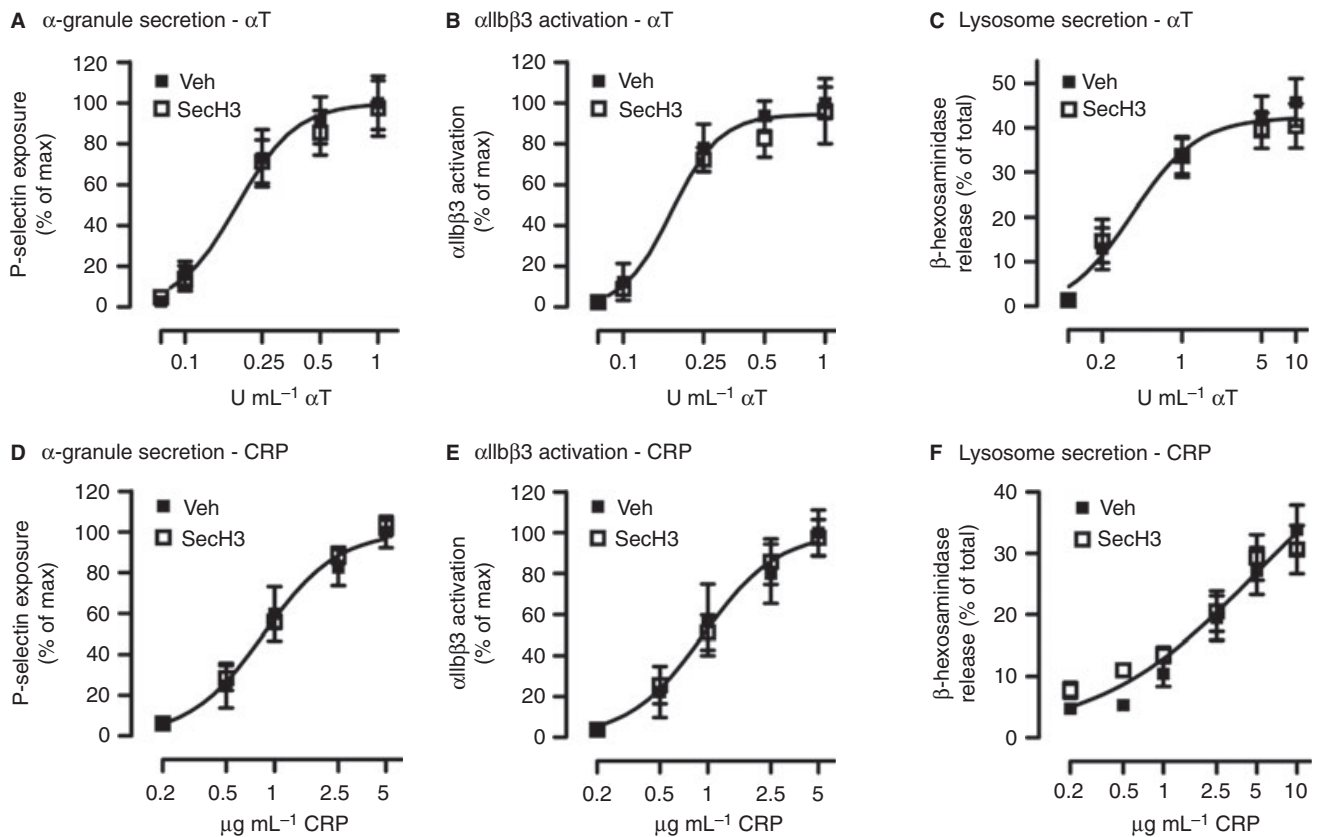 A α-granule secretion - αT
P-selectin exposure
(% of max)
120
100
80
60
40
20
0
Veh
SecH3
0.1 0.25 0.5 1
U mL⁻¹ αT
B αIIbβ3 activation - αT
αIIbβ3 activation
(% of max)
120
100
80
60
40
20
0
Veh
SecH3
0.1 0.25 0.5 1
U mL⁻¹ αT
C Lysosome secretion - αT
β-hexosaminidase
release (% of total)
50
40
30
20
10
0
Veh
SecH3
0.2 1 5 10
U mL⁻¹ αT
D α-granule secretion - CRP
P-selectin exposure
(% of max)
120
100
80
60
40
20
0
Veh
SecH3
0.2 0.5 1 2.5 5
μg mL⁻¹ CRP
E αIIbβ3 activation - CRP
αIIbβ3 activation
(% of max)
120
100
80
60
40
20
0
Veh
SecH3
0.2 0.5 1 2.5 5
μg mL⁻¹ CRP
F Lysosome secretion - CRP
β-hexosaminidase
release (% of total)
40
30
20
10
0
Veh
SecH3
0.2 0.5 1 2.5 5 10
μg mL⁻¹ CRP